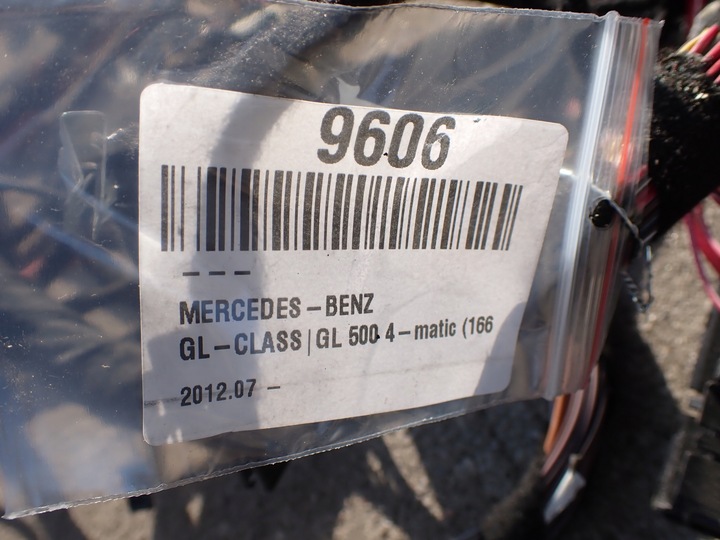 9606
- - -
MERCEDES-BENZ
GL-CLASS|GL 500 4-matic (166
2012.07 -